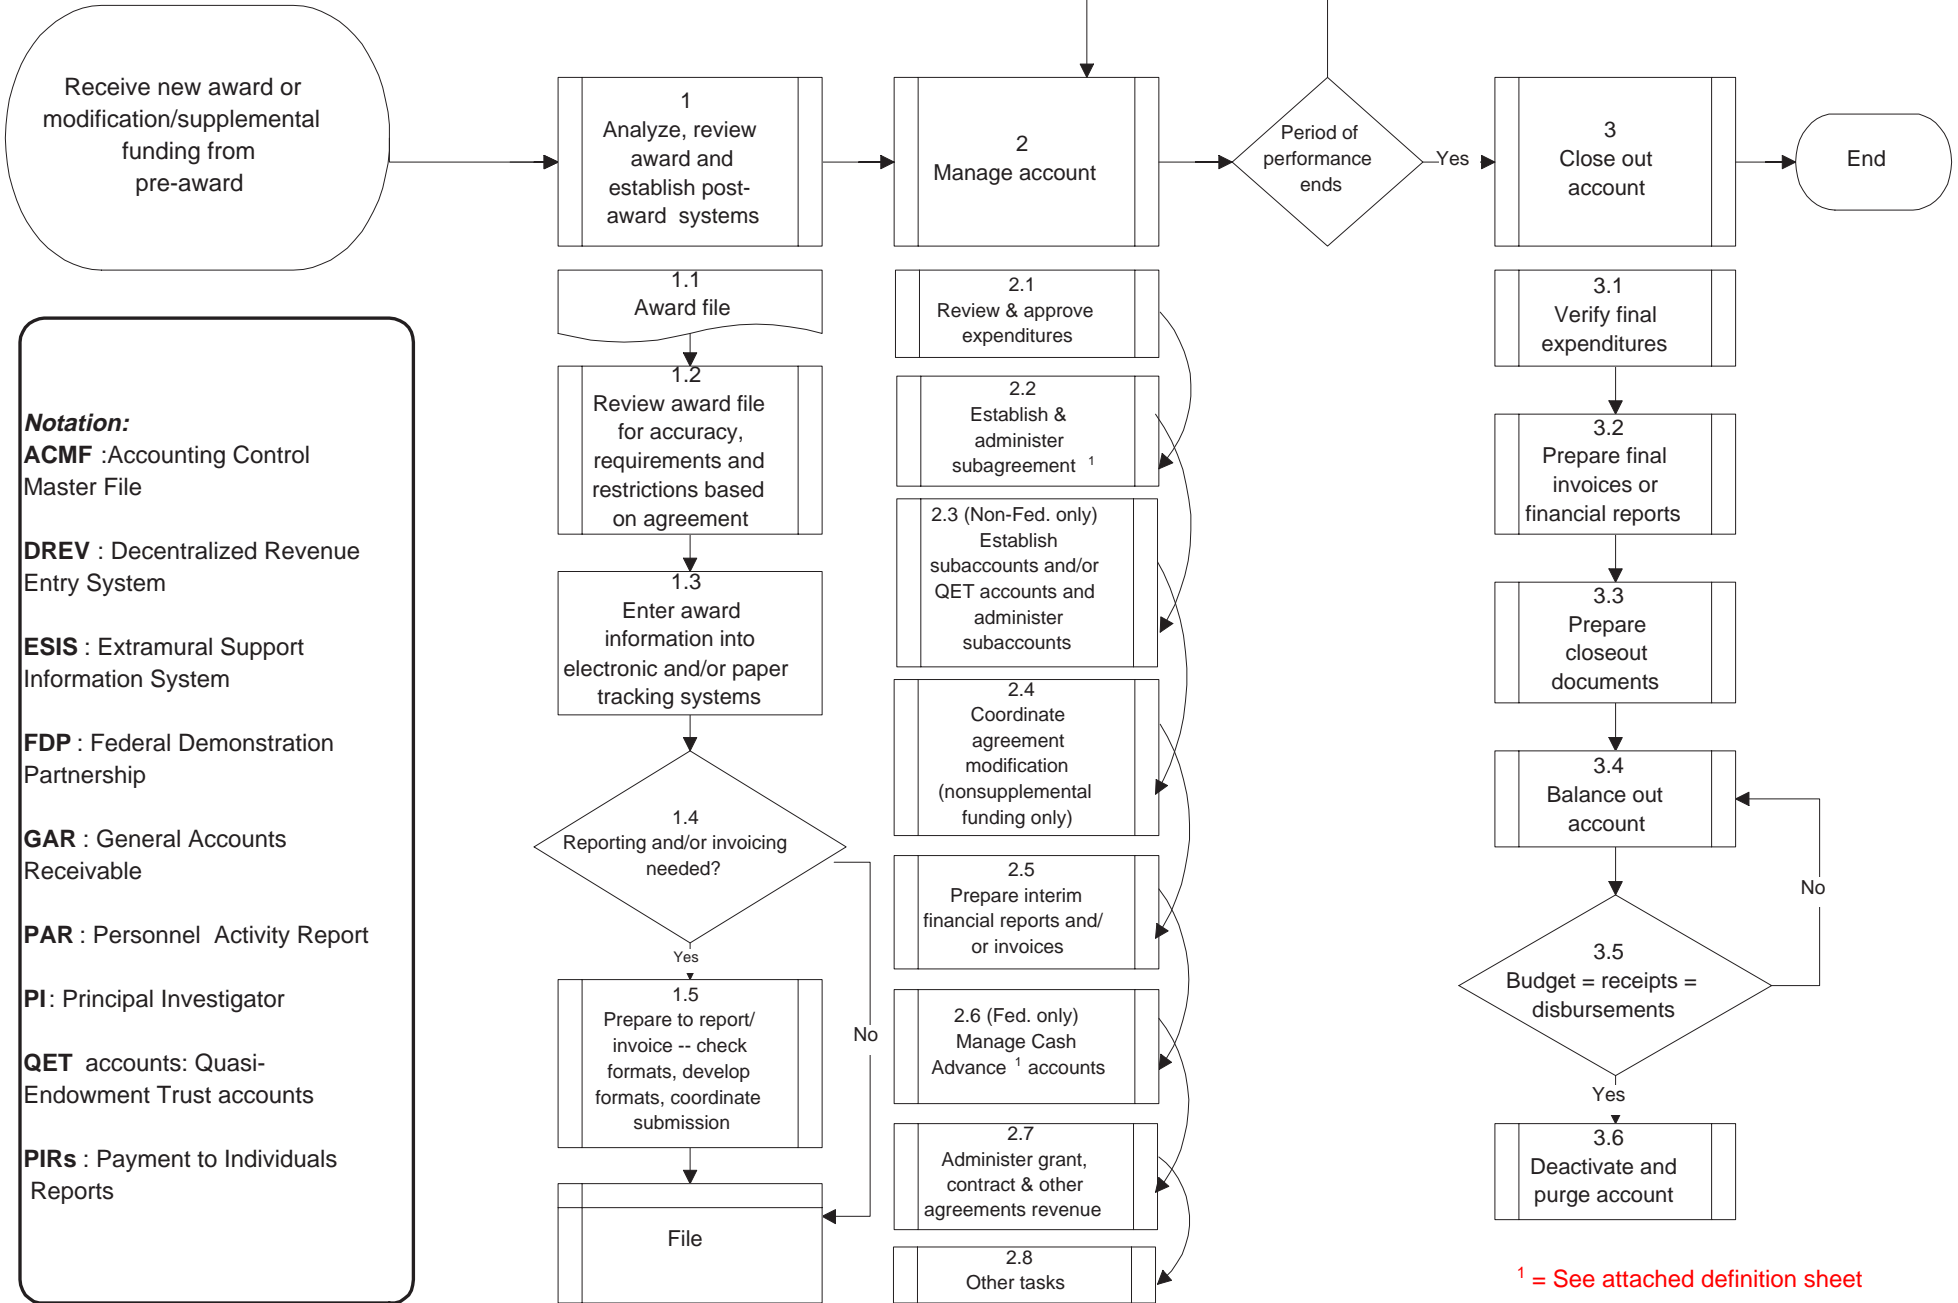 Receive new award or
modification/supplemental
funding from
pre-award
1
Analyze, review
award and
establish post-
award systems
2
Manage account
Period of
performance
ends
Yes
3
Close out
account
End
Notation:
ACMF :Accounting Control
Master File
DREV : Decentralized Revenue
Entry System
ESIS : Extramural Support
Information System
FDP : Federal Demonstration
Partnership
GAR : General Accounts
Receivable
PAR : Personnel Activity Report
PI : Principal Investigator
QET accounts: Quasi-
Endowment Trust accounts
PIRs : Payment to Individuals
Reports
1.1
Award file
1.2
Review award file
for accuracy,
requirements and
restrictions based
on agreement
1.3
Enter award
information into
electronic and/or paper
tracking systems
1.4
Reporting and/or invoicing
needed?
Yes
No
1.5
Prepare to report/
invoice -- check
formats, develop
formats, coordinate
submission
File
2.1
Review & approve
expenditures
2.2
Establish &
administer
subagreement 1
2.3 (Non-Fed. only)
Establish
subaccounts and/or
QET accounts and
administer
subaccounts
2.4
Coordinate
agreement
modification
(nonsupplemental
funding only)
2.5
Prepare interim
financial reports and/
or invoices
2.6 (Fed. only)
Manage Cash
Advance 1 accounts
2.7
Administer grant,
contract & other
agreements revenue
2.8
Other tasks
3.1
Verify final
expenditures
3.2
Prepare final
invoices or
financial reports
3.3
Prepare
closeout
documents
3.4
Balance out
account
No
3.5
Budget = receipts =
disbursements
Yes
3.6
Deactivate and
purge account
1 = See attached definition sheet